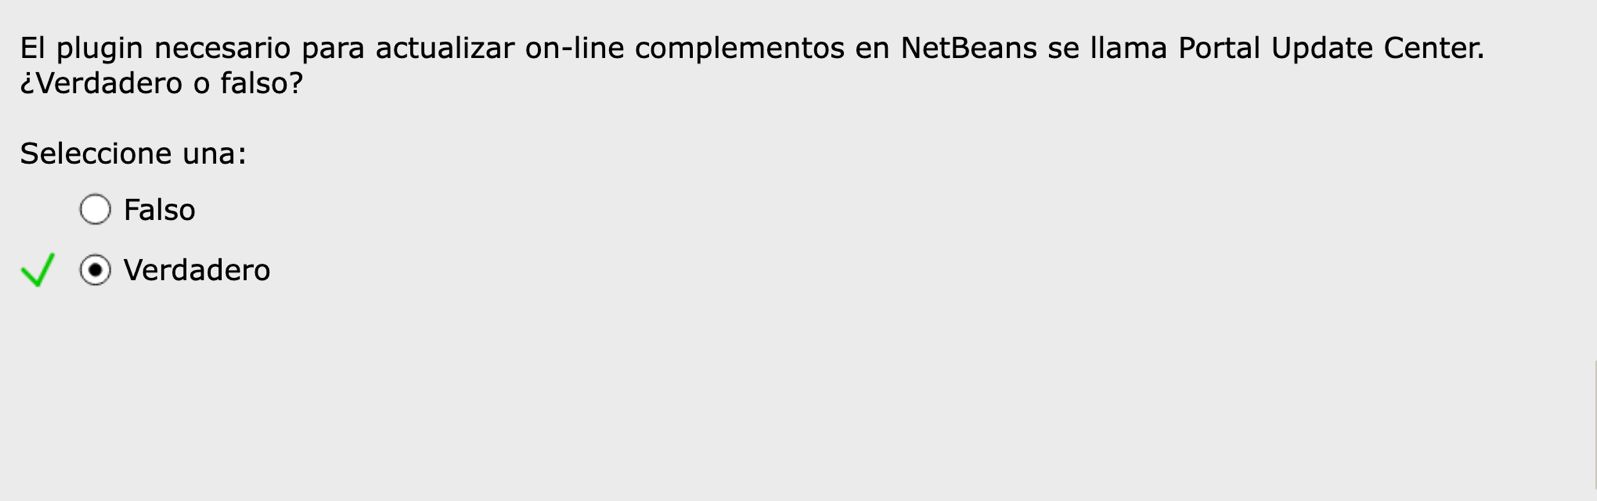 El plugin necesario para actualizar on-line complementos en NetBeans se llama Portal Update Center.
¿Verdadero o falso?
Seleccione una:
Falso
Verdadero